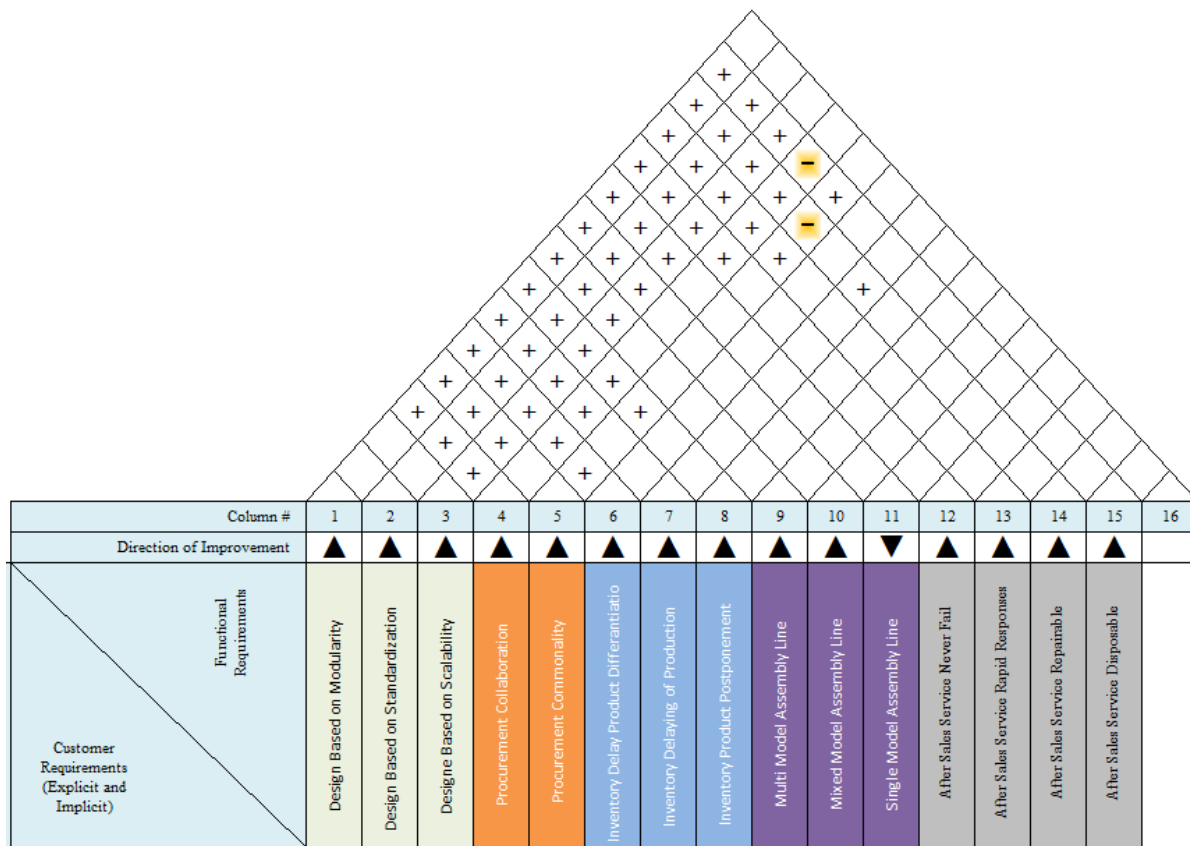 +
+
+ +
+ +
+ + −
+ + + +
+ + + −
+ + + +
+ + + +
+ + +
+ + +
+ + +
+ + + + +
+ + +
+ +
Column # 1 2 3 4 5 6 7 8 9 10 11 12 13 14 15 16
Direction of Improvement ▲ ▲ ▲ ▲ ▲ ▲ ▲ ▲ ▲ ▲ ▼ ▲ ▲ ▲ ▲
Functional
Requirements
Customer
Requirements
(Explicit and
Implicit)
Design Based on Modularity
Design Based on Standardization
Designe Based on Scalability
Procurement Collaboration
Procurement Commonality
Inventory Delay Product Differentiatio
Inventory Delaying of Production
Inventory Product Postponement
Multi Model Assembly Line
Mixed Model Assembly Line
Single Model Assembly Line
After Sales Service Never Fail
After Sales Service Rapid Responses
After Sales Service Repairable
After Sales Service Disposable